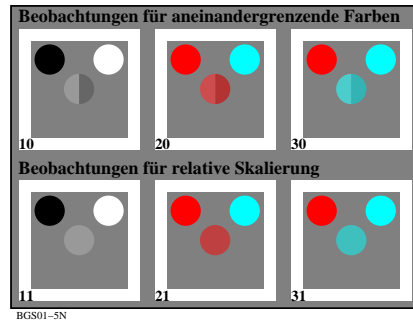 Beobachtungen für aneinandergrenzende Farben
10 20 30
Beobachtungen für relative Skalierung
11 21 31
BGS01−5N